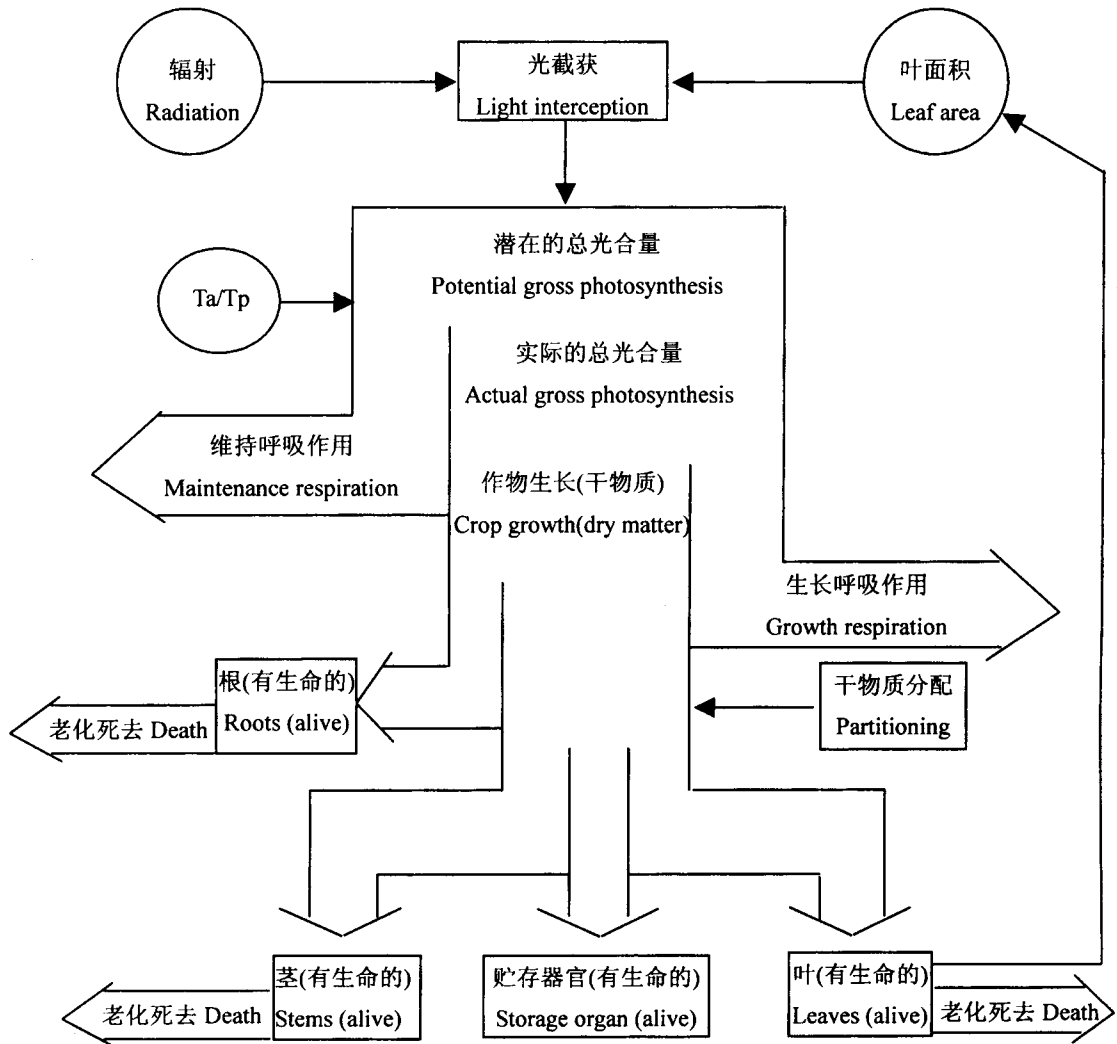 辐射
Radiation
光截获
Light interception
叶面积
Leaf area
潜在的总光合量
Potential gross photosynthesis
Ta/Tp
实际的总光合量
Actual gross photosynthesis
维持呼吸作用
Maintenance respiration
作物生长(干物质)
Crop growth(dry matter)
生长呼吸作用
Growth respiration
根(有生命的)
Roots (alive)
老化死去 Death
干物质分配
Partitioning
茎(有生命的)
Stems (alive)
老化死去 Death
贮存器官(有生命的)
Storage organ (alive)
叶(有生命的)
Leaves (alive)
老化死去 Death